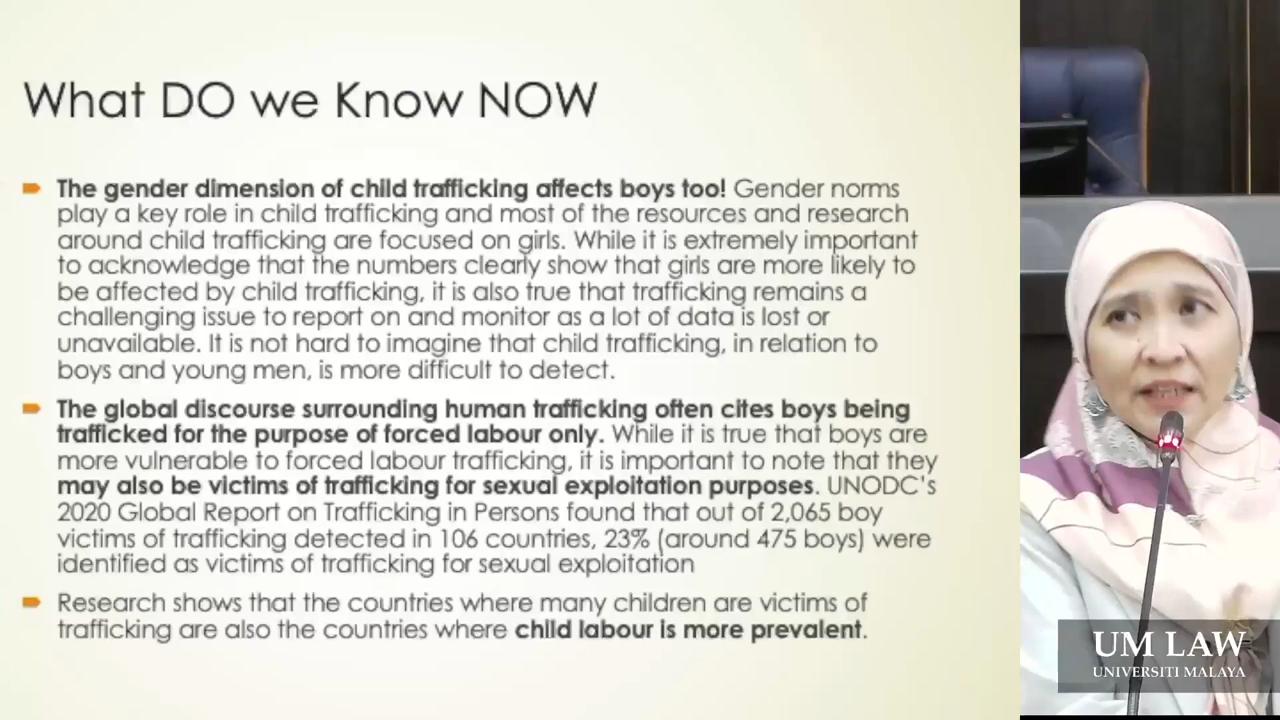 What DO we Know NOW
The gender dimension of child trafficking affects boys too! Gender norms
play a key role in child trafficking and most of the resources and research
around child trafficking are focused on girls. While it is extremely important
to acknowledge that the numbers clearly show that girls are more likely to
be affected by child trafficking, it is also true that trafficking remains a
challenging issue to report on and monitor as a lot of data is lost or
unavailable. It is not hard to imagine that child trafficking, in relation to
boys and young men, is more difficult to detect.
The global discourse surrounding human trafficking often cites boys being
trafficked for the purpose of forced labour only. While it is true that boys are
more vulnerable to forced labour trafficking, it is important to note that they
may also be victims of trafficking for sexual exploitation purposes. UNODC's
2020 Global Report on Trafficking in Persons found that out of 2,065 boy
victims of trafficking detected in 106 countries, 23% (around 475 boys) were
identified as victims of trafficking for sexual exploitation
Research shows that the countries where many children are victims of
trafficking are also the countries where child labour is more prevalent.
UM LAW
UNIVERSITI MALAYA